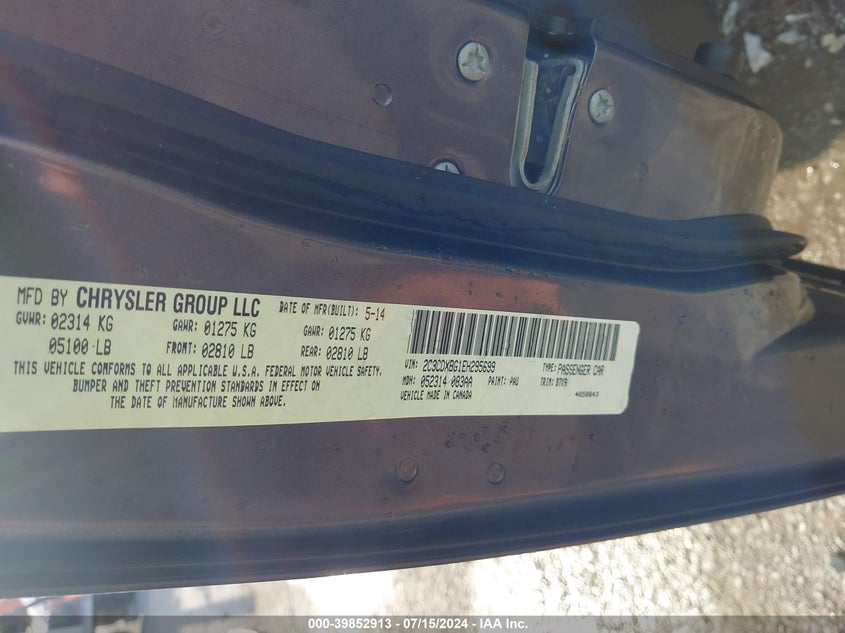 MFD BY CHRYSLER GROUP LLC DATE OF MFR(BUILT): 5-14
GVWR: 02314 KG GAWR: 01275 KG GAWR: 01275 KG
05100 LB FRONT: 02810 LB REAR: 02810 LB
THIS VEHICLE CONFORMS TO ALL APPLICABLE U.S.A. FEDERAL MOTOR VEHICLE SAFETY,
BUMPER AND THEFT PREVENTION STANDARDS IN EFFECT ON
THE DATE OF MANUFACTURE SHOWN ABOVE.
VIN: 2C3CDXBG1EH295699 TYPE: PASSENGER CAR
MDH: 052314 083AA PAINT: PAU TRIM: B7X9
VEHICLE MADE IN CANADA 4658043
000-39852913 - 07/15/2024 - IAA Inc.